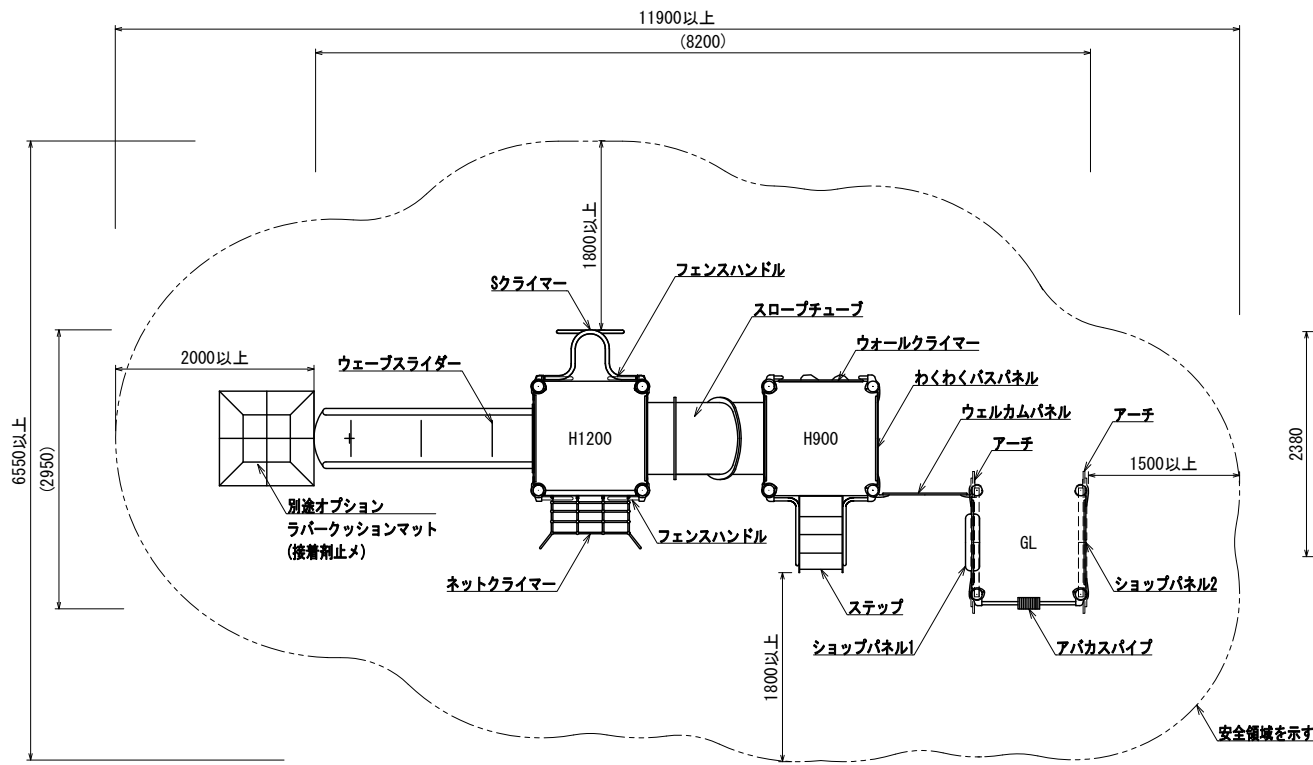 11900以上
(8200)
1800以上
Sクライマー
フェンスハンドル
スロープチューブ
2000以上
ウェーブスライダー
ウォールクライマー
わくわくバスパネル
ウェルカムパネル
アーチ
アーチ
1500以上
2380
6550以上
(2950)
H1200
H900
GL
別途オプション
ラバークッションマット
(接着剤止メ)
フェンスハンドル
ネットクライマー
ステップ
ショップパネル1
ショップパネル2
アバカスパイプ
1800以上
安全領域を示す